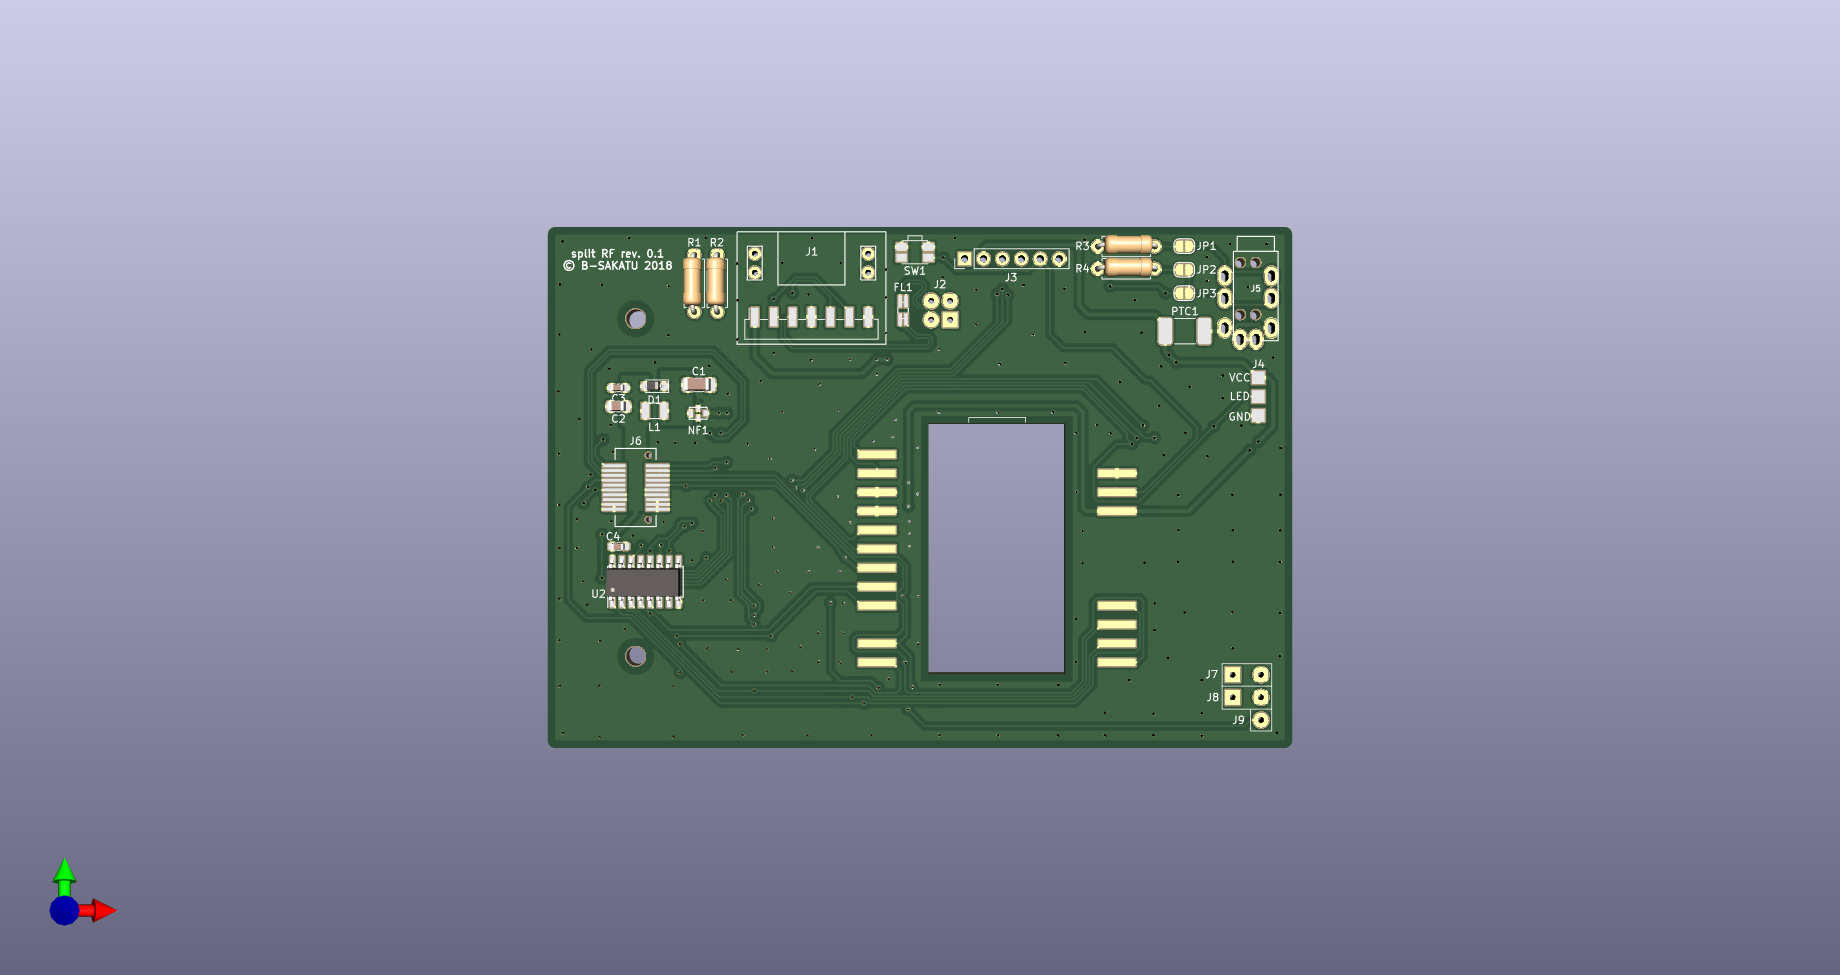 split RF rev. 0.1
© B-SAKATU 2018
R1
R2
J1
SW1
J3
R3
R4
JP1
JP2
JP3
J5
FL1
J2
PTC1
J4
VCC
LED
GND
C1
C3
C2
D1
L1
NF1
J6
C4
U2
J7
J8
J9